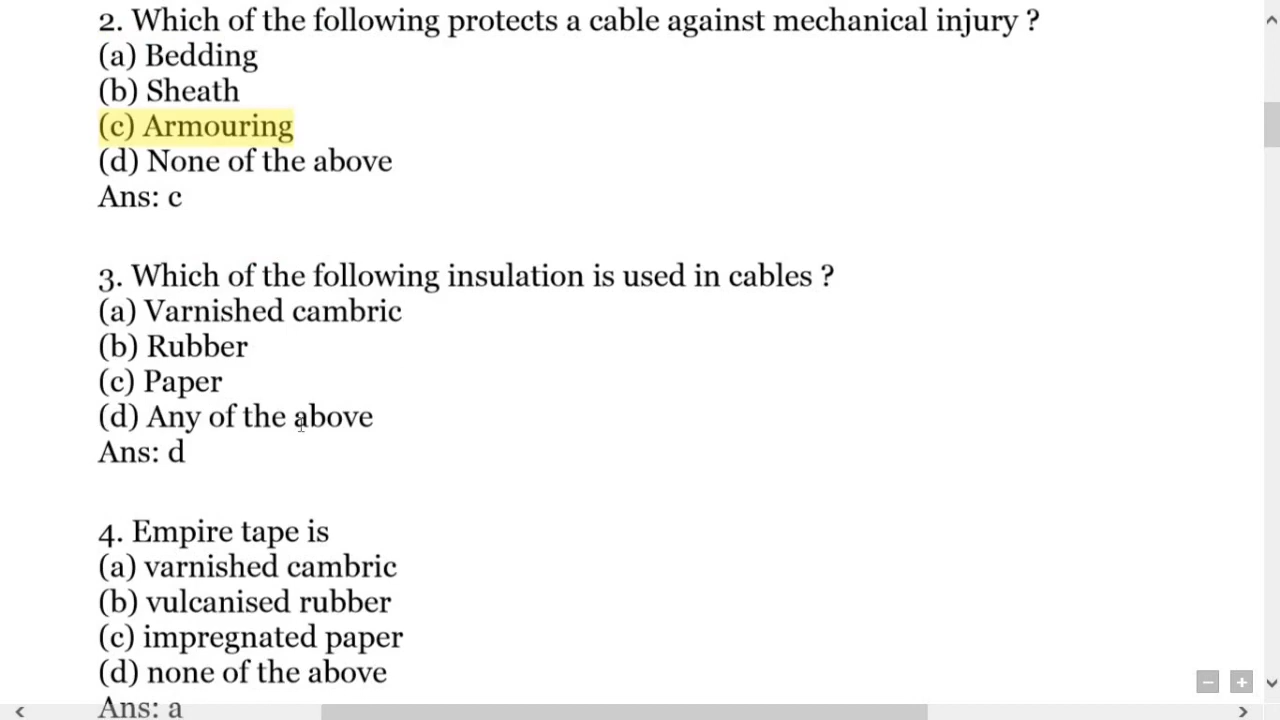 2. Which of the following protects a cable against mechanical injury ?
(a) Bedding
(b) Sheath
(c) Armouring
(d) None of the above
Ans: c
3. Which of the following insulation is used in cables ?
(a) Varnished cambric
(b) Rubber
(c) Paper
(d) Any of the above
Ans: d
4. Empire tape is
(a) varnished cambric
(b) vulcanised rubber
(c) impregnated paper
(d) none of the above
Ans: a